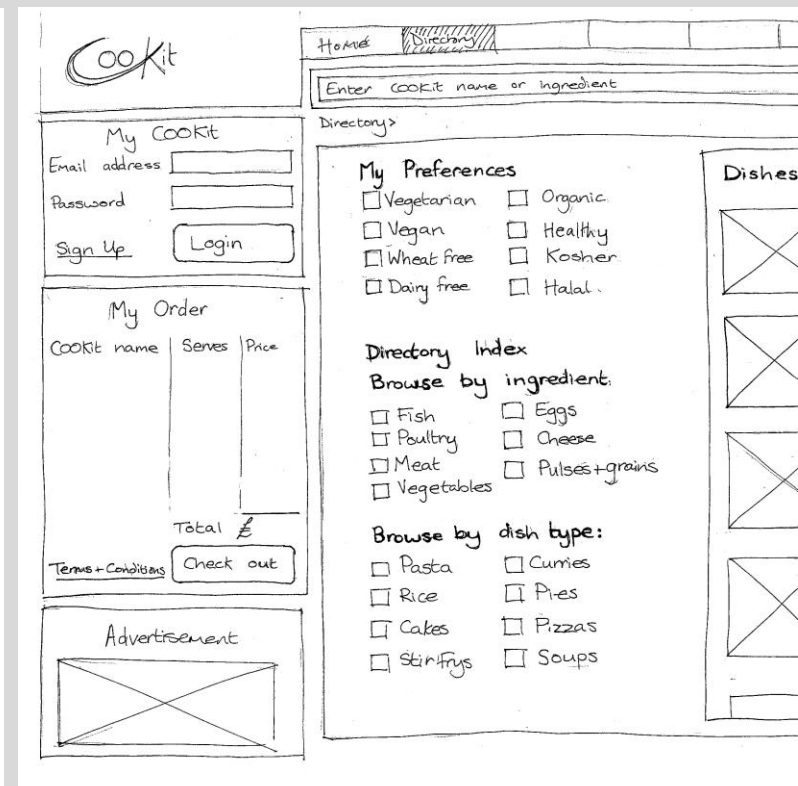 CooKit
Home
Directory
Enter COOKit name or ingredient
Directory>
My COOKit
Email address
Password
Sign Up
Login
My Order
COOKit name
Serves
Price
Total £
Terms + Conditions
Check out
Advertisement
My Preferences
Vegetarian
Organic
Vegan
Healthy
Wheat free
Kosher
Dairy free
Halal.
Directory Index
Browse by ingredient:
Fish
Eggs
Poultry
Cheese
Meat
Pulses+grains
Vegetables
Browse by dish type:
Pasta
Curries
Rice
Pies
Cakes
Pizzas
Stirfrys
Soups
Dishes